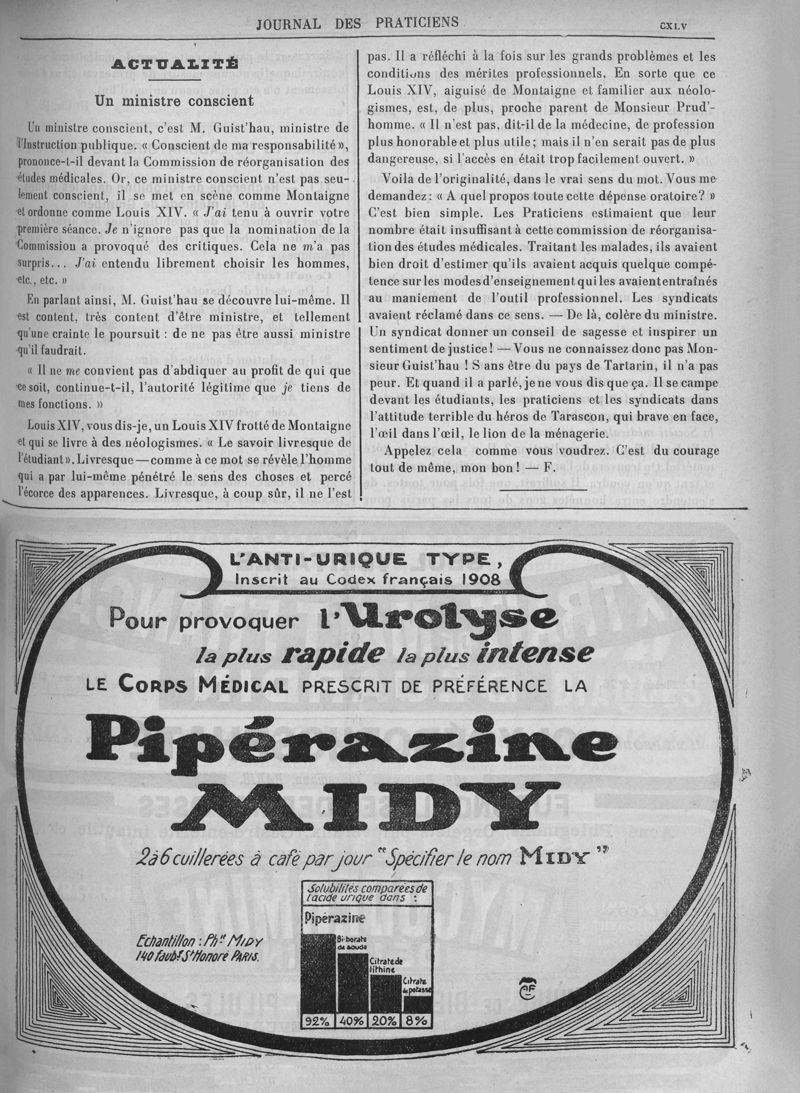 JOURNAL DES PRATICIENS
CXLV
ACTUALITÉ
Un ministre conscient
Un ministre conscient, c'est M. Guist'hau, ministre de
l'Instruction publique. « Conscient de ma responsabilité »,
prononce-t-il devant la Commission de réorganisation des
études médicales. Or, ce ministre conscient n'est pas seu-
lement conscient, il se met en scène comme Montaigne
et ordonne comme Louis XIV. « J'ai tenu à ouvrir votre
première séance. Je n'ignore pas que la nomination de la
Commission a provoqué des critiques. Cela ne m'a pas
surpris... J'ai entendu librement choisir les hommes,
etc., etc. »
En parlant ainsi, M. Guist'hau se découvre lui-même. Il
est content, très content d'être ministre, et tellement
qu'une crainte le poursuit : de ne pas être aussi ministre
qu'il faudrait.
« Il ne me convient pas d'abdiquer au profit de qui que
ce soit, continue-t-il, l'autorité légitime que je tiens de
mes fonctions. »
Louis XIV, vous dis-je, un Louis XIV frotté de Montaigne
et qui se livre à des néologismes. « Le savoir livresque de
l'étudiant ». Livresque — comme à ce mot se révèle l'homme
qui a par lui-même pénétré le sens des choses et percé
l'écorce des apparences. Livresque, à coup sûr, il ne l'est
pas. Il a réfléchi à la fois sur les grands problèmes et les
conditions des mérites professionnels. En sorte que ce
Louis XIV, aiguisé de Montaigne et familier aux néolo-
gismes, est, de plus, proche parent de Monsieur Prud'-
homme. « Il n'est pas, dit-il de la médecine, de profession
plus honorable et plus utile ; mais il n'en serait pas de plus
dangereuse, si l'accès en était trop facilement ouvert. »
Voilà de l'originalité, dans le vrai sens du mot. Vous me
demandez : « A quel propos toute cette dépense oratoire ? »
C'est bien simple. Les Praticiens estimaient que leur
nombre était insuffisant à cette commission de réorganisa-
tion des études médicales. Traitant les malades, ils avaient
bien droit d'estimer qu'ils avaient acquis quelque compé-
tence sur les modes d'enseignement qui les avaient entraînés
au maniement de l'outil professionnel. Les syndicats
avaient réclamé dans ce sens. — De là, colère du ministre.
Un syndicat donner un conseil de sagesse et inspirer un
sentiment de justice ! — Vous ne connaissez donc pas Mon-
sieur Guist'hau ! S ans être du pays de Tartarin, il n'a pas
peur. Et quand il a parlé, je ne vous dis que ça. Il se campe
devant les étudiants, les praticiens et les syndicats dans
l'attitude terrible du héros de Tarascon, qui brave en face,
l'œil dans l'œil, le lion de la ménagerie.
Appelez cela comme vous voudrez. C'est du courage
tout de même, mon bon ! — F.
L'ANTI-URIQUE TYPE,
Inscrit au Codex français 1908
Pour provoquer l'Urolyse
la plus rapide la plus intense
LE CORPS MÉDICAL PRESCRIT DE PRÉFÉRENCE LA
Pipérazine
MIDY
2 à 6 cuillerées à café par jour "Spécifier le nom MIDY"
Solubilités comparées de
l'acide urique dans :
Pipérazine
Bi-borate
de soude
Citrate de
lithine
Citrate
de potasse
92% 40% 20% 8%
Echantillon : Phie MIDY
140 faubg St Honoré PARIS.
AF